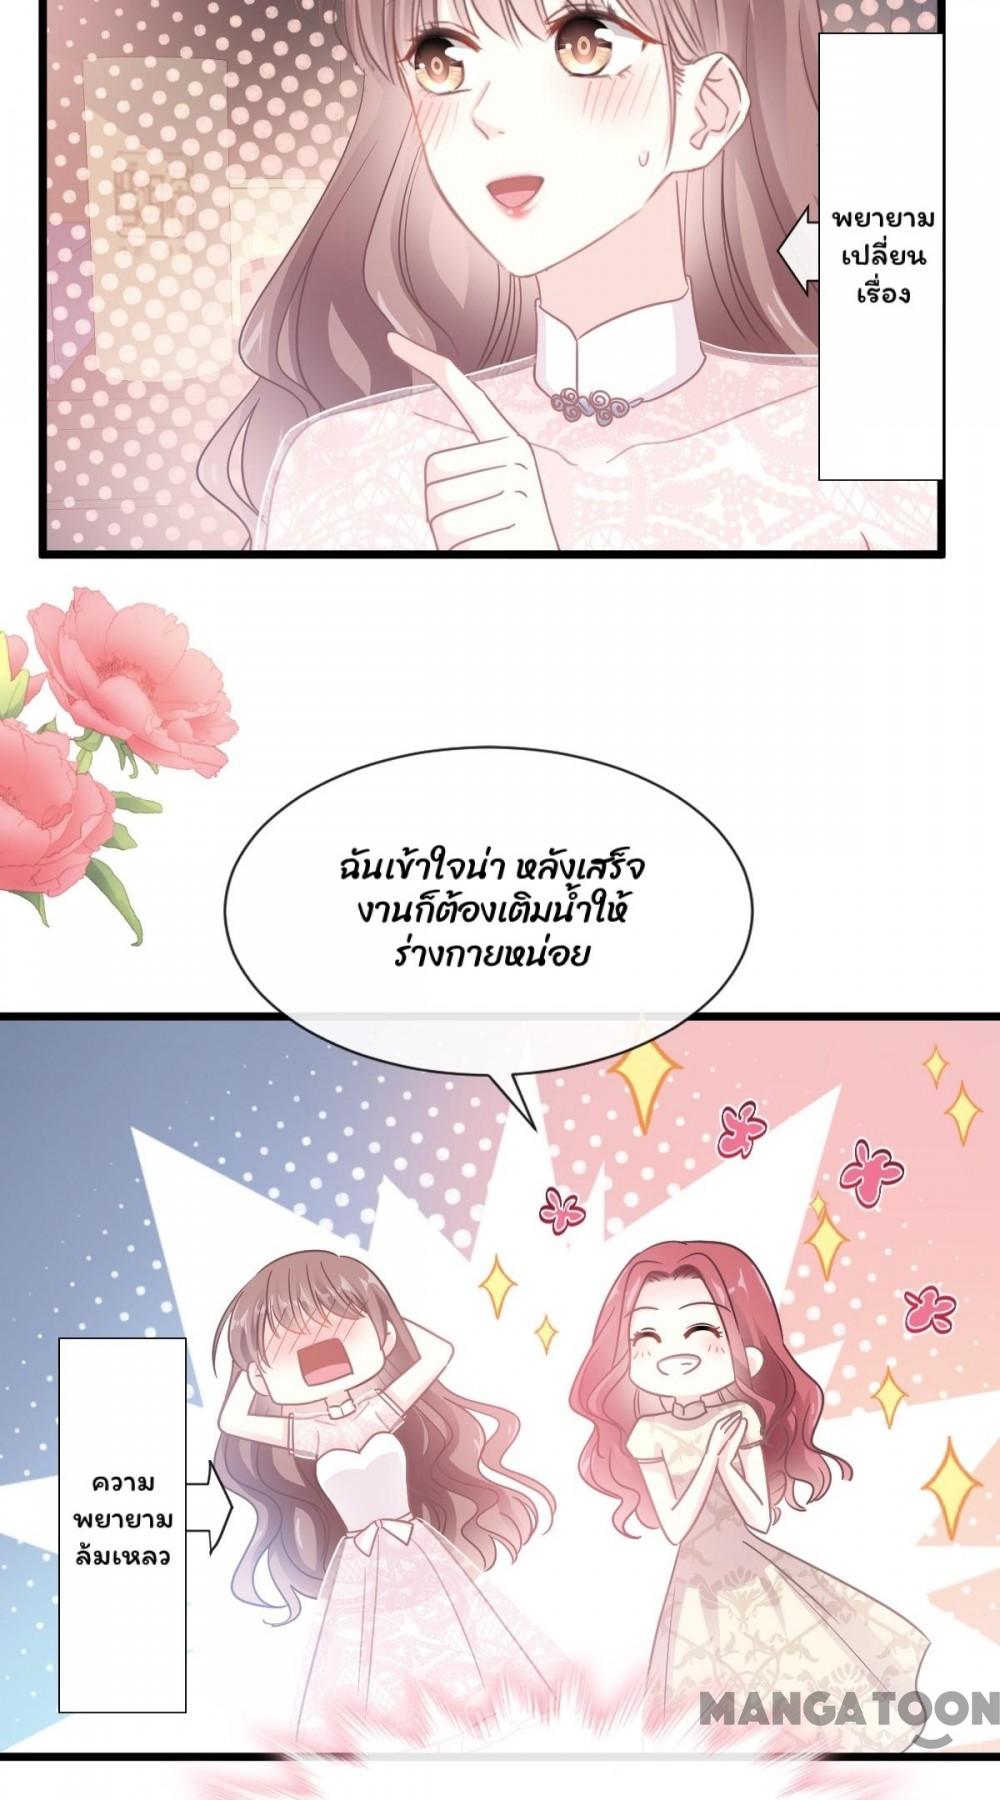 พยายาม
เปลี่ยน
เรื่อง
ฉันเข้าใจน่า หลังเสร็จ
งานก็ต้องเติมน้ำให้
ร่างกายหน่อย
ความ
พยายาม
ล้มเหลว
MANGATOON